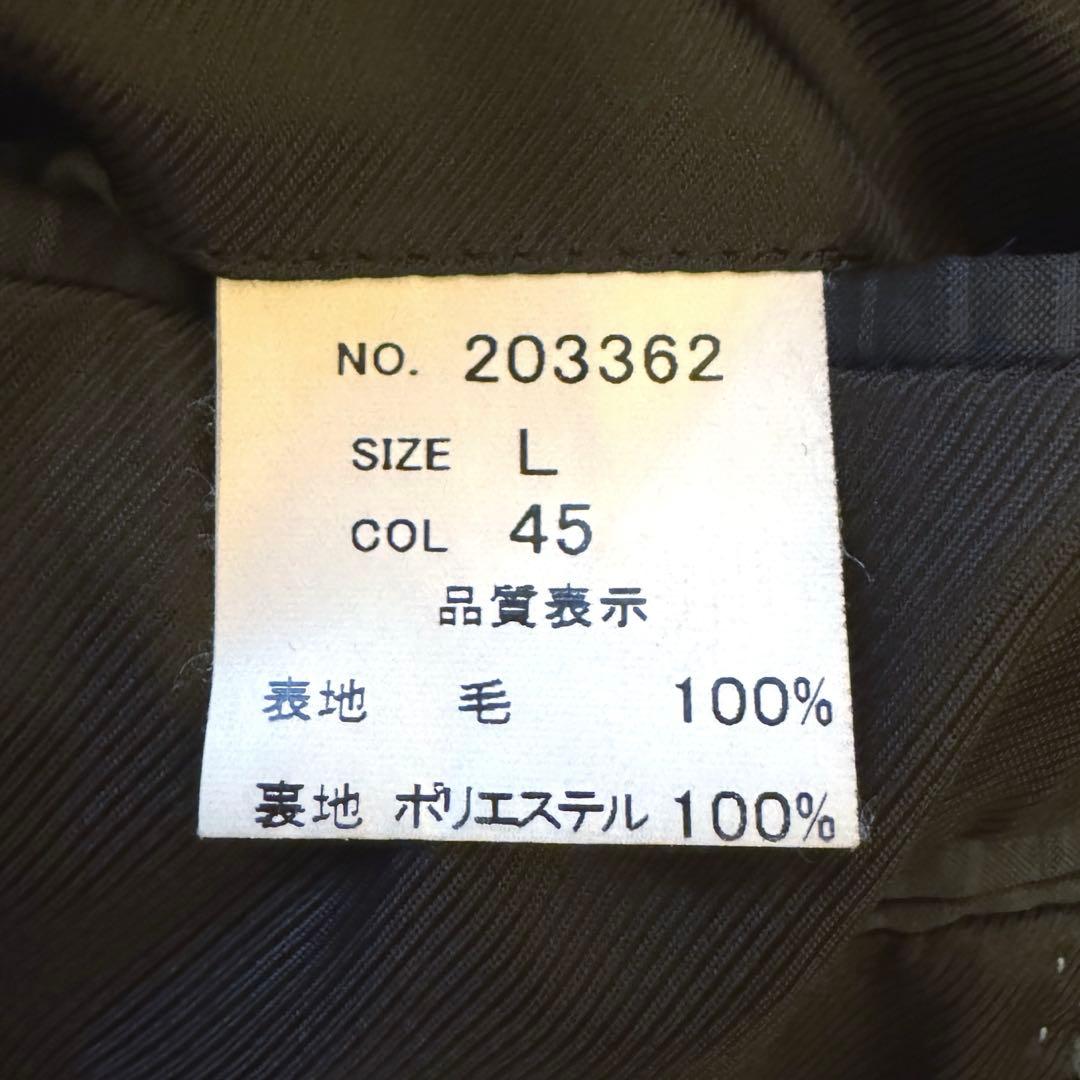 NO. 203362
SIZE L
COL 45
品質表示
表地 毛 100%
裏地 ポリエステル 100%